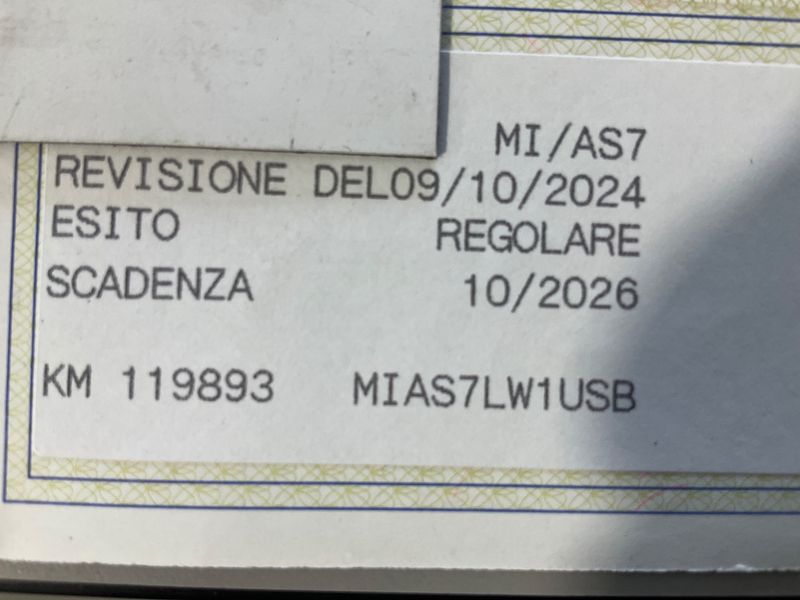 MI/AS7
REVISIONE DEL09/10/2024
ESITO REGOLARE
SCADENZA 10/2026
KM 119893 MIAS7LW1USB